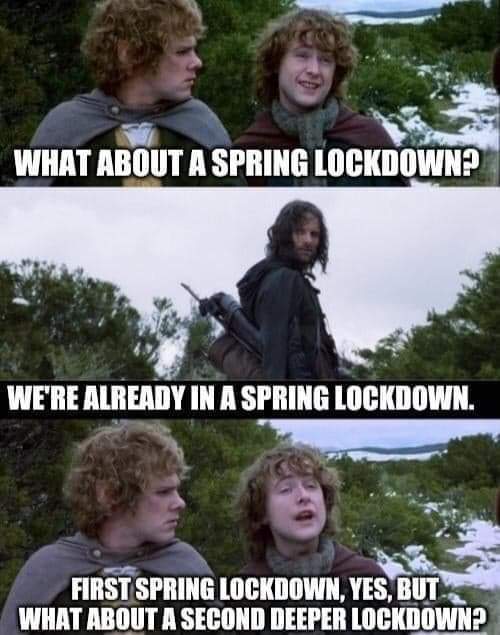 WHAT ABOUT A SPRING LOCKDOWN?
WE'RE ALREADY IN A SPRING LOCKDOWN.
FIRST SPRING LOCKDOWN, YES, BUT
WHAT ABOUT A SECOND DEEPER LOCKDOWN?